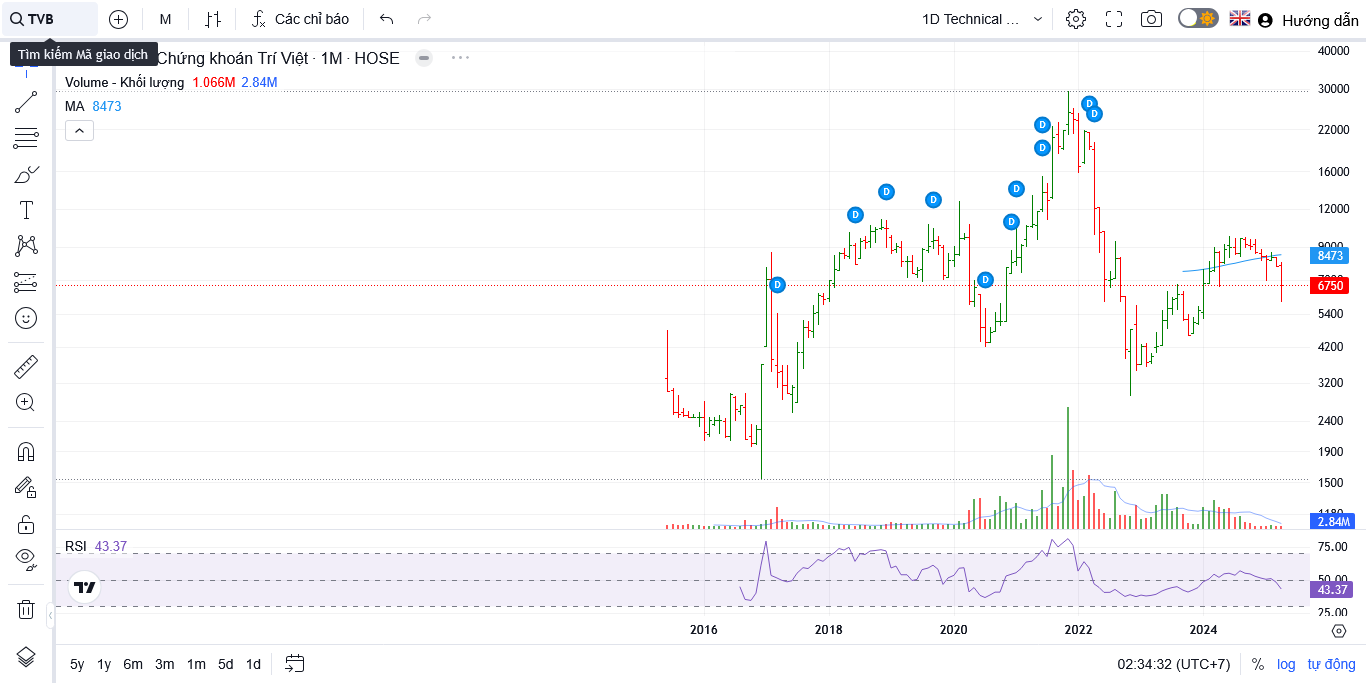 TVB
M
Các chỉ báo
1D Technical ...
Hướng dẫn
Tìm kiếm Mã giao dịch
Chứng khoán Trí Việt · 1M · HOSE
Volume - Khối lượng 1.066M 2.84M
MA 8473
40000
30000
22000
16000
12000
9000
8473
6750
5400
4200
3200
2400
1900
1500
2.84M
D
D
D
D
D
D
D
D
D
D
RSI 43.37
75.00
50.00
43.37
25.00
2016 2018 2020 2022 2024
5y 1y 6m 3m 1m 5d 1d
02:34:32 (UTC+7) % log tự động